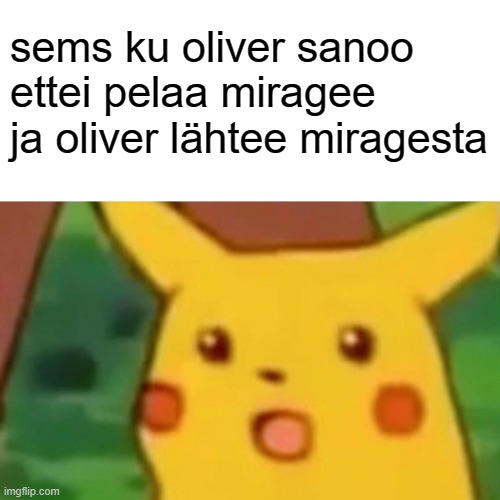 sems ku oliver sanoo
ettei pelaa miragee
ja oliver lähtee miragesta
imgflip.com